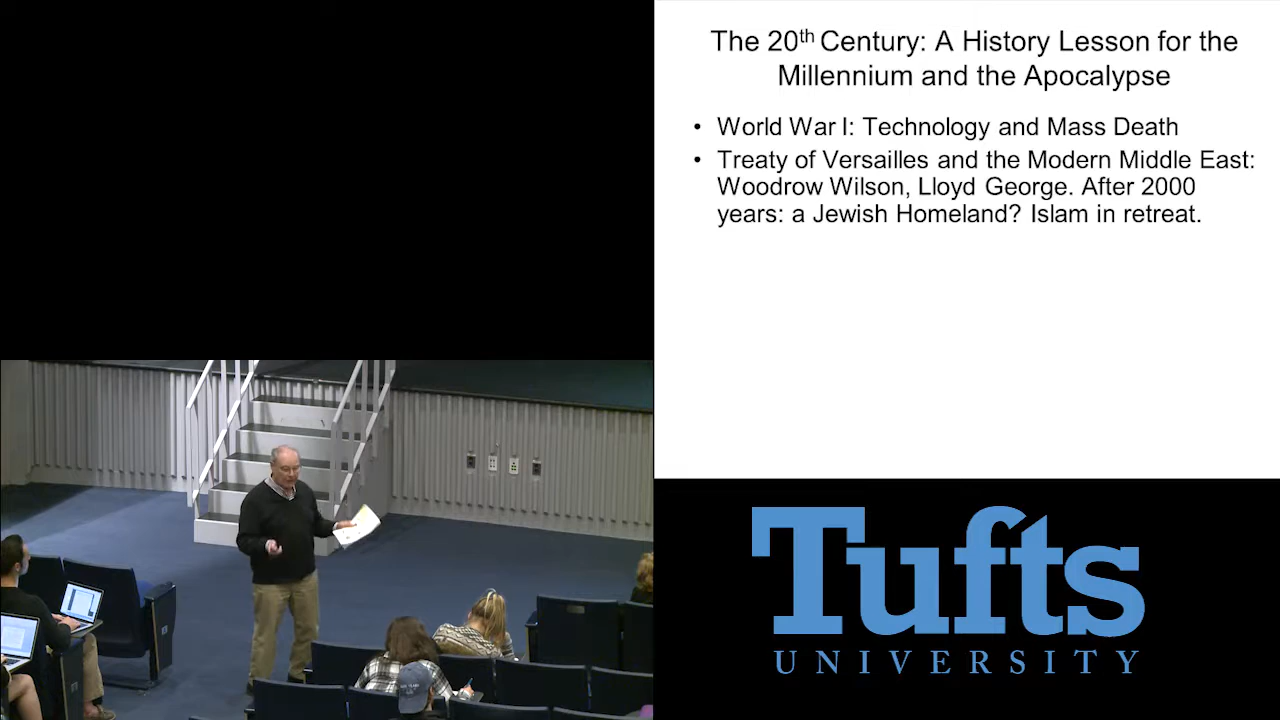 The 20th Century: A History Lesson for the
Millennium and the Apocalypse
• World War I: Technology and Mass Death
• Treaty of Versailles and the Modern Middle East:
Woodrow Wilson, Lloyd George. After 2000
years: a Jewish Homeland? Islam in retreat.
Tufts
UNIVERSITY